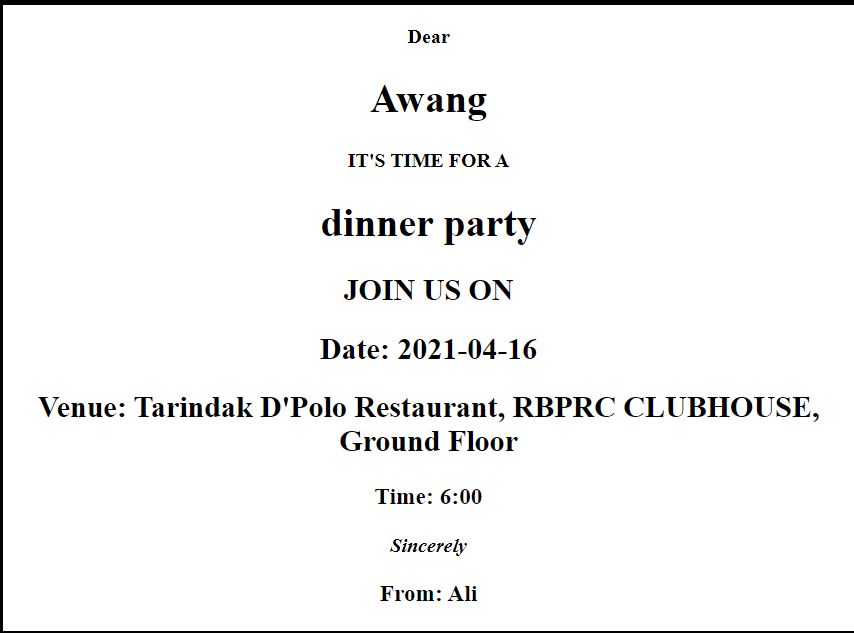 Dear
Awang
IT'S TIME FOR A
dinner party
JOIN US ON
Date: 2021-04-16
Venue: Tarindak D'Polo Restaurant, RBPRC CLUBHOUSE,
Ground Floor
Time: 6:00
Sincerely
From: Ali